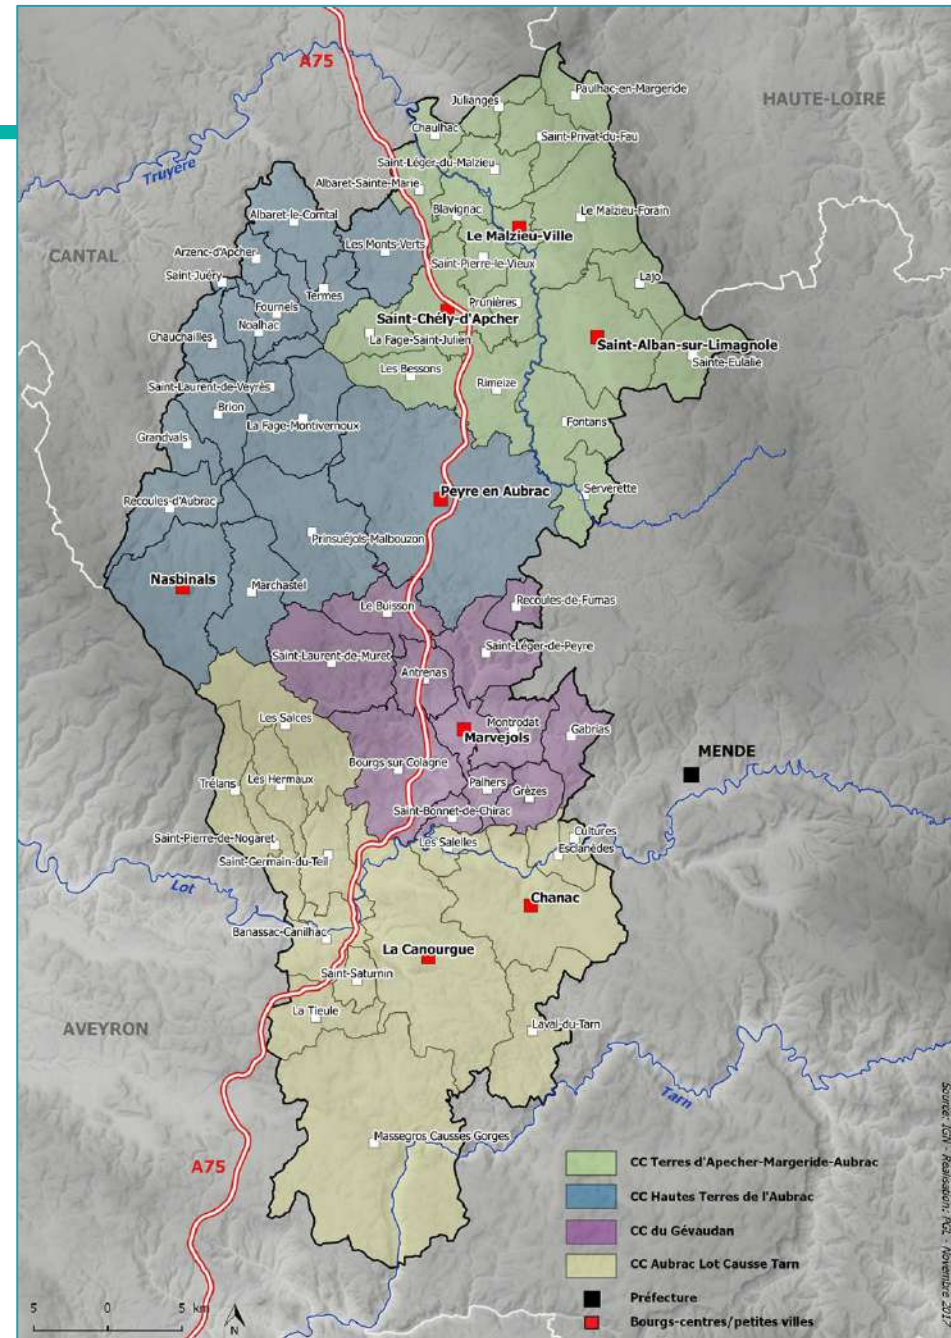 A75
Paulhac-en-Margeride
Julianges
HAUTE-LOIRE
Chaulhac
Saint-Privat-du-Fau
Saint-Léger-du-Malzieu
Truyère
Albaret-Sainte-Marie
Albaret-le-Comtal
Blavignac
Le Malzieu-Forain
Le Malzieu-Ville
Les Monts-Verts
CANTAL
Arzenc-d'Apcher
Saint-Pierre-le-Vieux
Saint-Juéry
Lajo
Termes
Fournels
Prunières
Saint-Chély-d'Apcher
Noalhac
Chauchailles
La Fage-Saint-Julien
Saint-Alban-sur-Limagnole
Sainte-Eulalie
Les Bessons
Saint-Laurent-de-Veyrès
Rimeize
Brion
La Fage-Montivernoux
Fontans
Grandvals
Peyre en Aubrac
Serverette
Recoules-d'Aubrac
Prinsuéjols-Malbouzon
Nasbinals
Marchastel
Le Buisson
Recoules-de-Fumas
Saint-Laurent-de-Muret
Saint-Léger-de-Peyre
Antrenas
Les Salces
Montrodat
Gabrias
Marvejols
MENDE
Bourgs sur Colagne
Trélans
Les Hermaux
Palhers
Grèzes
Saint-Bonnet-de-Chirac
Saint-Pierre-de-Nogaret
Cultures
Les Salelles
Esclanèdes
Saint-Germain-du-Teil
Lot
Chanac
Banassac-Canilhac
La Canourgue
Saint-Saturnin
La Tieule
AVEYRON
Laval-du-Tarn
Tarn
Massegros Causses Gorges
A75
CC Terres d'Apecher-Margeride-Aubrac
CC Hautes Terres de l'Aubrac
CC du Gévaudan
CC Aubrac Lot Causse Tarn
Préfecture
Bourgs-centres/petites villes
5 0 5 km
N
Source: IGN - Réalisation: PGL - Novembre 2017